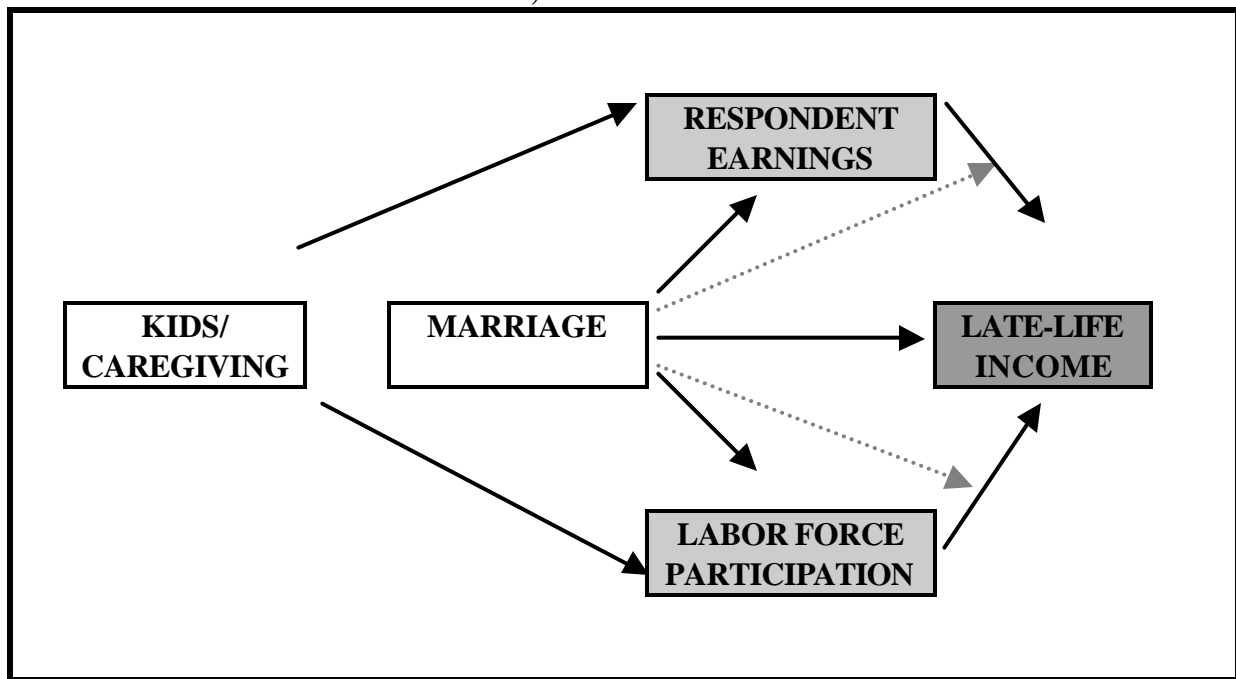 RESPONDENT
EARNINGS
KIDS/
CAREGIVING
MARRIAGE
LATE-LIFE
INCOME
LABOR FORCE
PARTICIPATION